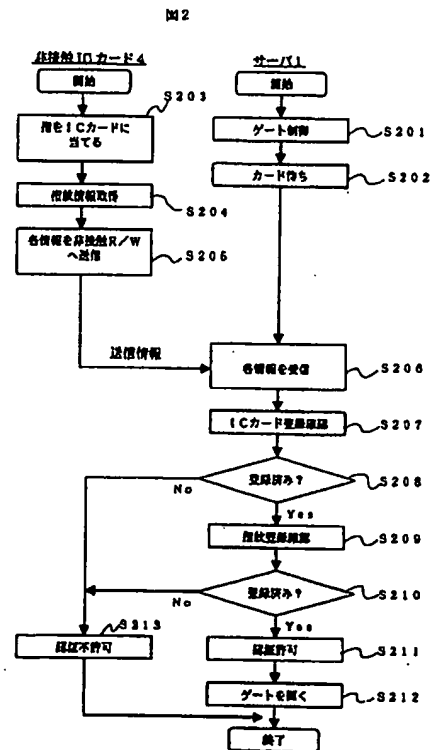 図2
非接触ICカード4
開始
S203
指をICカードに
当てる
指紋情報取得
S204
各情報を非接触R/W
へ送信
S205
サーバ1
開始
ゲート制御
S201
カード待ち
S202
送信情報
各情報を受信
S206
ICカード登録確認
S207
登録済み?
S208
No
Yes
指紋登録確認
S209
登録済み?
S210
No
Yes
S213
認証不許可
認証許可
S211
ゲートを開く
S212
終了